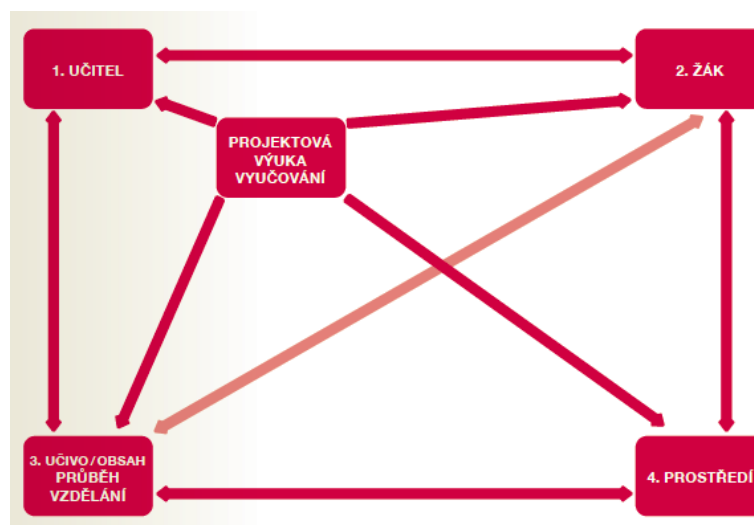 1. UČITEL
2. ŽÁK
PROJEKTOVÁ
VÝUKA
VYUČOVÁNÍ
3. UČIVO/OBSAH
PRŮBĚH
VZDĚLÁNÍ
4. PROSTŘEDÍ